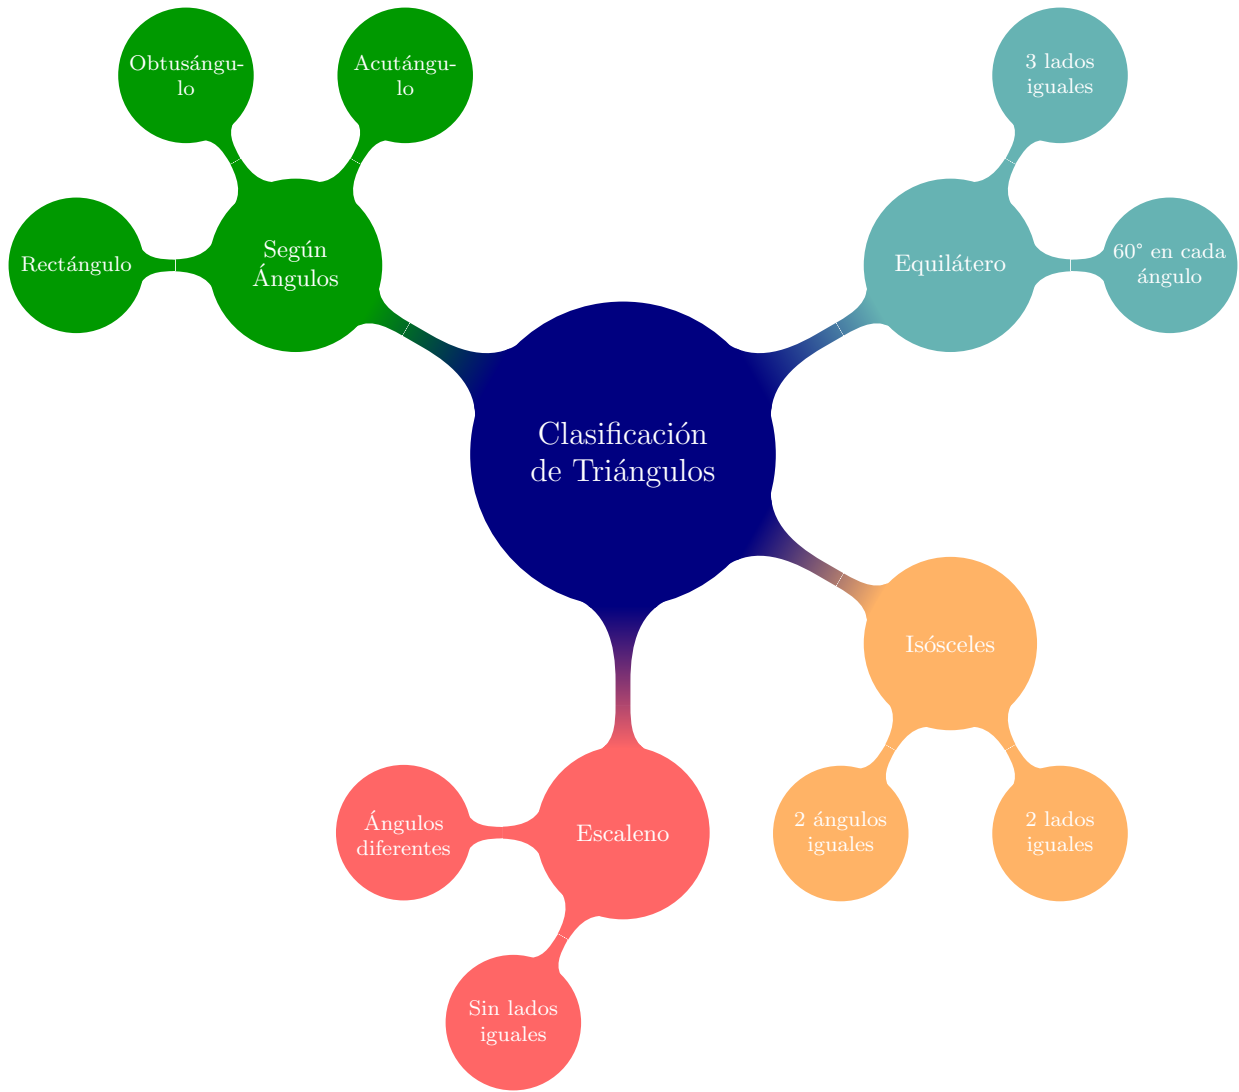 Obtusángu-
lo
Acutángu-
lo
3 lados
iguales
Rectángulo
Según
Ángulos
Equilátero
60° en cada
ángulo
Clasificación
de Triángulos
Isósceles
Ángulos
diferentes
Escaleno
2 ángulos
iguales
2 lados
iguales
Sin lados
iguales